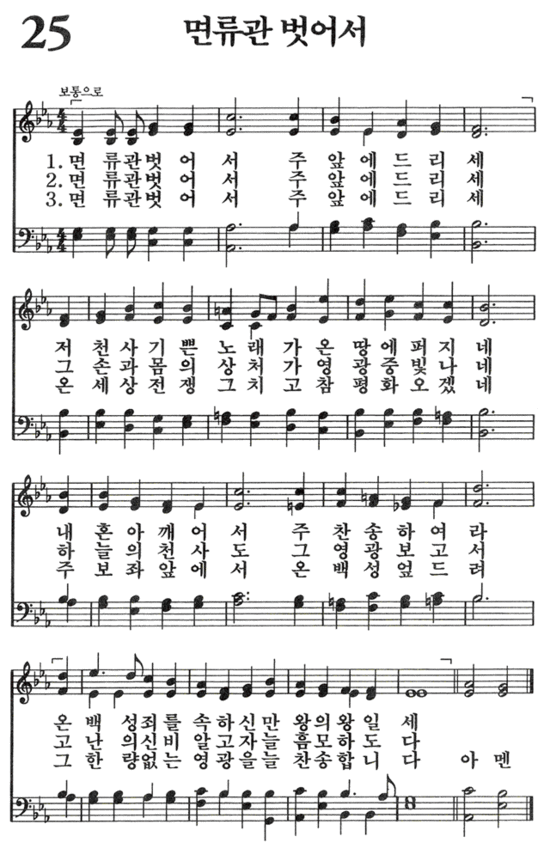 25 면류관 벗어서
보통으로
1. 면 류관벗 어 서 주 앞 에 드 리 세
2. 면 류관벗 어 서 주 앞 에 드 리 세
3. 면 류관벗 어 서 주 앞 에 드 리 세
저 천 사 기 쁜 노 래 가 온 땅 에 퍼 지 네
그 손 과 몸 의 상 처 가 영 광 중 빛 나 네
온 세 상 전 쟁 그 치 고 참 평 화 오 겠 네
내 혼 아 깨 어 서 주 찬 송 하 여 라
하 늘 의 천 사 도 그 영 광 보 고 서
주 보 좌 앞 에 서 온 백 성 엎 드 려
온 백 성죄 를 속 하 신 만 왕 의 왕 일 세
고 난 의신 비 알 고 자 늘 흠 모 하 도 다
그 한 량없 는 영 광 을 늘 찬 송 합 니 다 아 멘